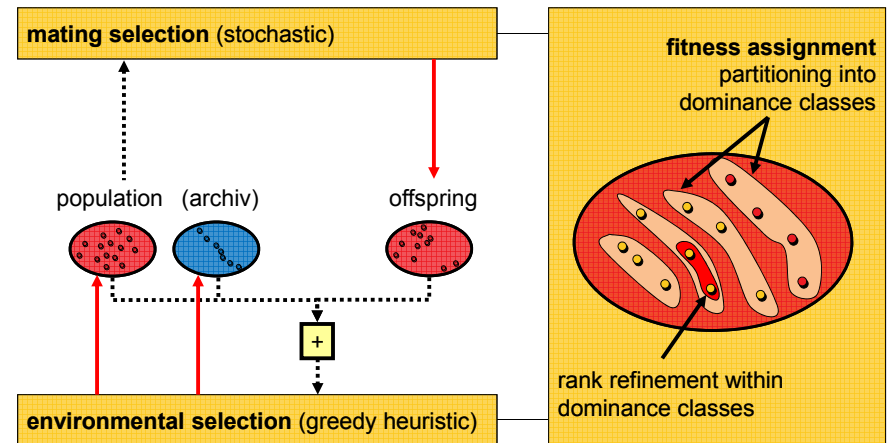 mating selection (stochastic)
population
(archiv)
offspring
+
environmental selection (greedy heuristic)
fitness assignment
partitioning into
dominance classes
rank refinement within
dominance classes